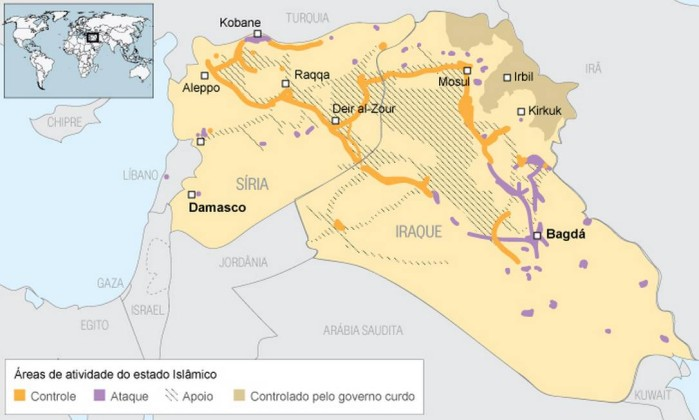 Kobane
TURQUIA
Aleppo
Raqqa
Mosul
Irbil
IRÃ
Deir al-Zour
Kirkuk
CHIPRE
LÍBANO
SÍRIA
Damasco
IRAQUE
Bagdá
JORDÂNIA
GAZA
ISRAEL
EGITO
ARÁBIA SAUDITA
KUWAIT
Áreas de atividade do estado Islâmico
Controle Ataque Apoio Controlado pelo governo curdo